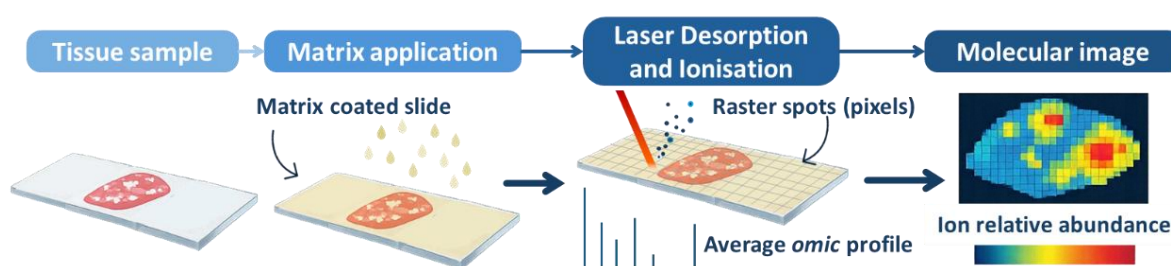 Tissue sample
Matrix application
Laser Desorption
and Ionisation
Molecular image
Matrix coated slide
Raster spots (pixels)
Average omic profile
Ion relative abundance